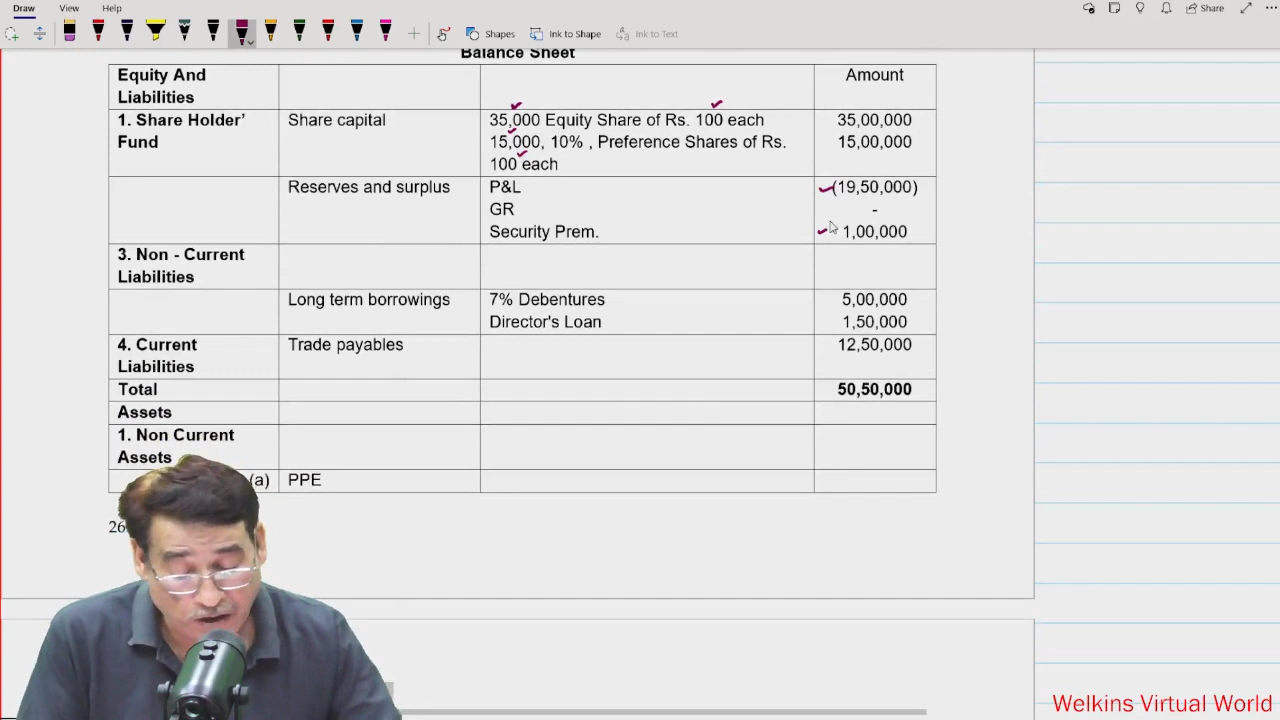 Draw View Help
Share
Shapes Ink to Shape Ink to Text
Balance Sheet
Equity And Liabilities Amount
1. Share Holder' Fund Share capital 35,000 Equity Share of Rs. 100 each 35,00,000
15,000, 10% , Preference Shares of Rs. 100 each 15,00,000
Reserves and surplus P&L (19,50,000)
GR -
Security Prem. 1,00,000
3. Non - Current Liabilities
Long term borrowings 7% Debentures 5,00,000
Director's Loan 1,50,000
4. Current Liabilities Trade payables 12,50,000
Total 50,50,000
Assets
1. Non Current Assets
(a) PPE
26
Welkins Virtual World